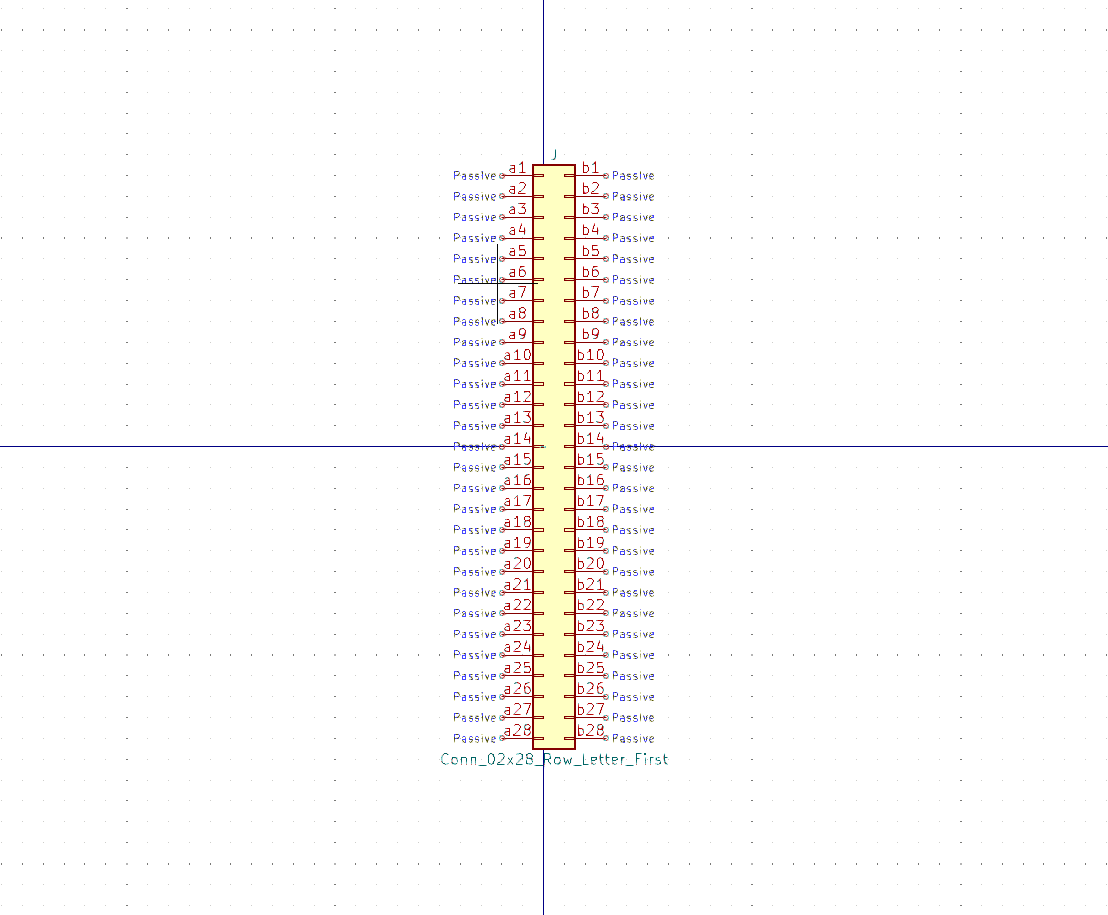 J
Passive a1 b1 Passive
Passive a2 b2 Passive
Passive a3 b3 Passive
Passive a4 b4 Passive
Passive a5 b5 Passive
Passive a6 b6 Passive
Passive a7 b7 Passive
Passive a8 b8 Passive
Passive a9 b9 Passive
Passive a10 b10 Passive
Passive a11 b11 Passive
Passive a12 b12 Passive
Passive a13 b13 Passive
Passive a14 b14 Passive
Passive a15 b15 Passive
Passive a16 b16 Passive
Passive a17 b17 Passive
Passive a18 b18 Passive
Passive a19 b19 Passive
Passive a20 b20 Passive
Passive a21 b21 Passive
Passive a22 b22 Passive
Passive a23 b23 Passive
Passive a24 b24 Passive
Passive a25 b25 Passive
Passive a26 b26 Passive
Passive a27 b27 Passive
Passive a28 b28 Passive
Conn_02x28_Row_Letter_First